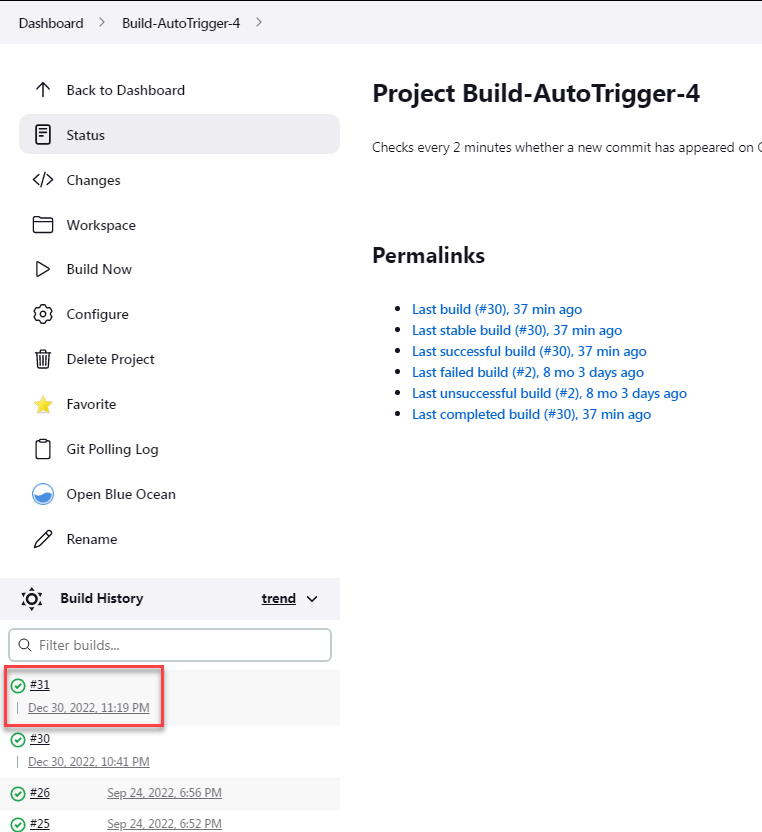 Dashboard > Build-AutoTrigger-4 >
Back to Dashboard
Status
Changes
Workspace
Build Now
Configure
Delete Project
Favorite
Git Polling Log
Open Blue Ocean
Rename
Build History trend
Filter builds...
#31
Dec 30, 2022, 11:19 PM
#30
Dec 30, 2022, 10:41 PM
#26 Sep 24, 2022, 6:56 PM
#25 Sep 24, 2022, 6:52 PM
Project Build-AutoTrigger-4
Checks every 2 minutes whether a new commit has appeared on
Permalinks
• Last build (#30), 37 min ago
• Last stable build (#30), 37 min ago
• Last successful build (#30), 37 min ago
• Last failed build (#2), 8 mo 3 days ago
• Last unsuccessful build (#2), 8 mo 3 days ago
• Last completed build (#30), 37 min ago